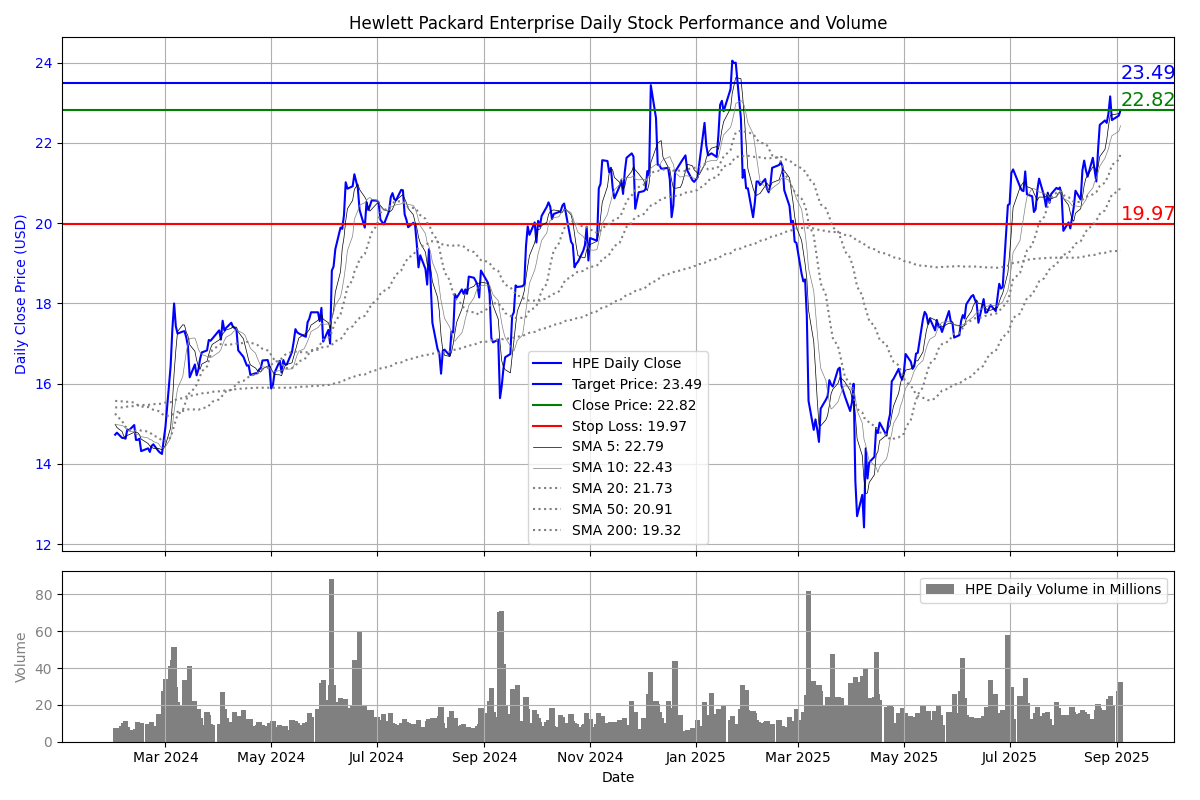 Hewlett Packard Enterprise Daily Stock Performance and Volume
Daily Close Price (USD)
24
22
20
18
16
14
12
23.49
22.82
19.97
HPE Daily Close
Target Price: 23.49
Close Price: 22.82
Stop Loss: 19.97
SMA 5: 22.79
SMA 10: 22.43
SMA 20: 21.73
SMA 50: 20.91
SMA 200: 19.32
Volume
80
60
40
20
0
HPE Daily Volume in Millions
Mar 2024
May 2024
Jul 2024
Sep 2024
Nov 2024
Jan 2025
Mar 2025
May 2025
Jul 2025
Sep 2025
Date